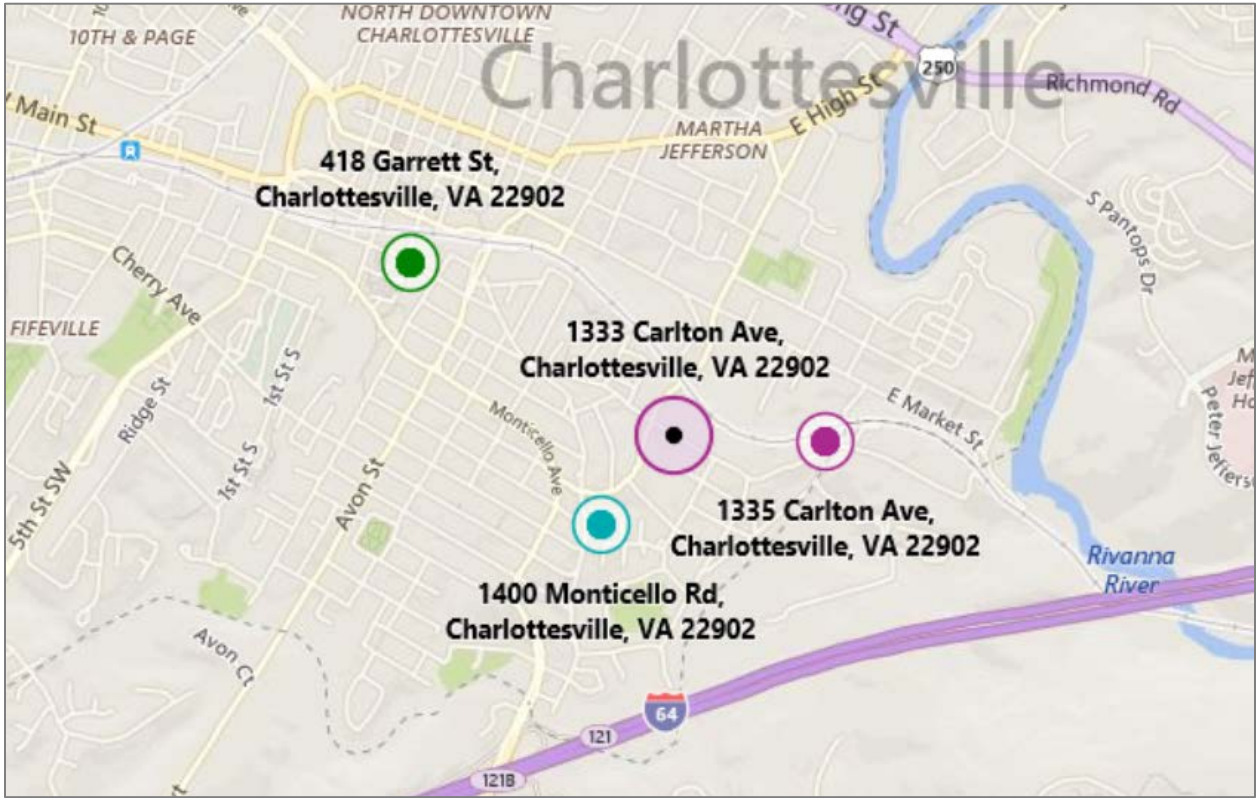 NORTH DOWNTOWN
CHARLOTTESVILLE
10TH & PAGE
Charlottesville
250
Richmond Rd
Main St
E High St
MARTHA
JEFFERSON
418 Garrett St,
Charlottesville, VA 22902
S Pantops Dr
Cherry Ave
FIFEVILLE
1333 Carlton Ave,
Charlottesville, VA 22902
1st St S
Ridge St
Monticello Ave
E Market St
1st St S
Avon St
5th St SW
1335 Carlton Ave,
Charlottesville, VA 22902
Rivanna
River
1400 Monticello Rd,
Charlottesville, VA 22902
Avon Ct
64
121
121B